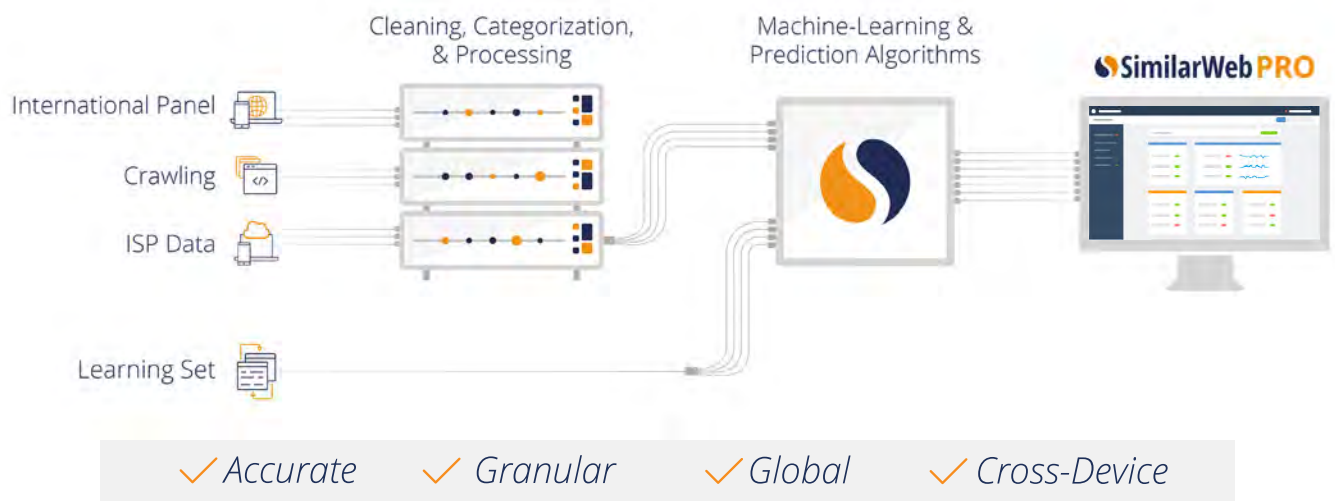 Cleaning, Categorization,
& Processing
Machine-Learning &
Prediction Algorithms
SimilarWeb PRO
International Panel
Crawling
</>
ISP Data
Learning Set
Accurate
Granular
Global
Cross-Device